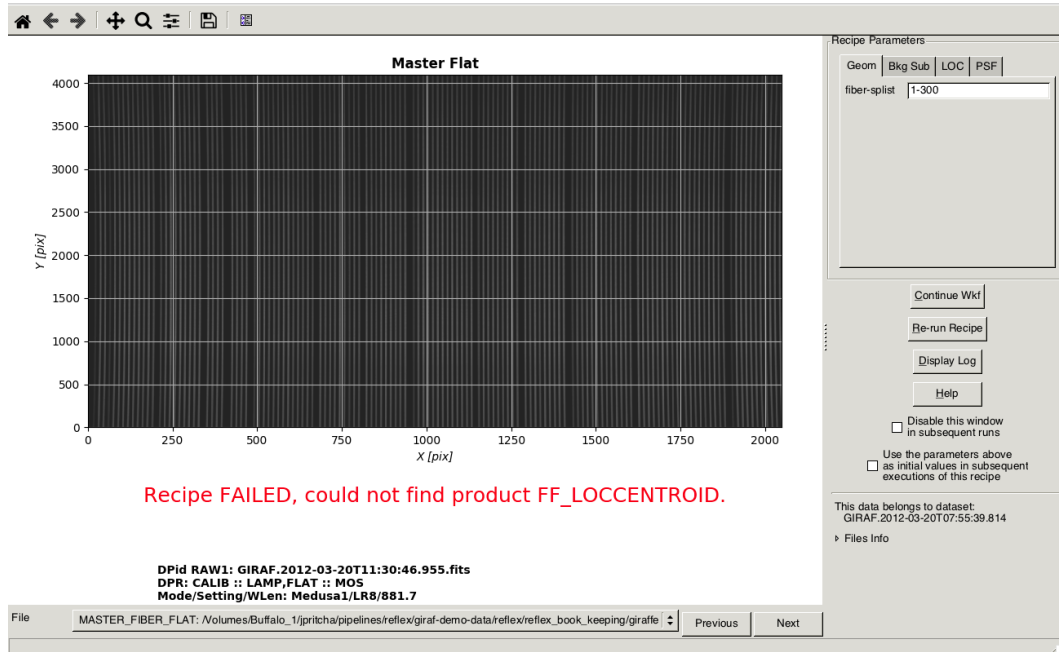 Recipe Parameters
Master Flat
Geom Bkg Sub LOC PSF
fiber-splist 1-300
4000
3500
3000
2500
2000
1500
1000
500
0
Y [pix]
0 250 500 750 1000 1250 1500 1750 2000
X [pix]
Continue Wkf
Re-run Recipe
Display Log
Help
Disable this window
in subsequent runs
Use the parameters above
as initial values in subsequent
executions of this recipe
Recipe FAILED, could not find product FF_LOCCENTROID.
This data belongs to dataset:
GIRAF.2012-03-20T07:55:39.814
Files Info
DPid RAW1: GIRAF.2012-03-20T11:30:46.955.fits
DPR: CALIB :: LAMP,FLAT :: MOS
Mode/Setting/WLen: Medusa1/LR8/881.7
File MASTER_FIBER_FLAT: /Volumes/Buffalo_1/jpritcha/pipelines/reflex/giraf-demo-data/reflex/reflex_book_keeping/giraffe Previous Next